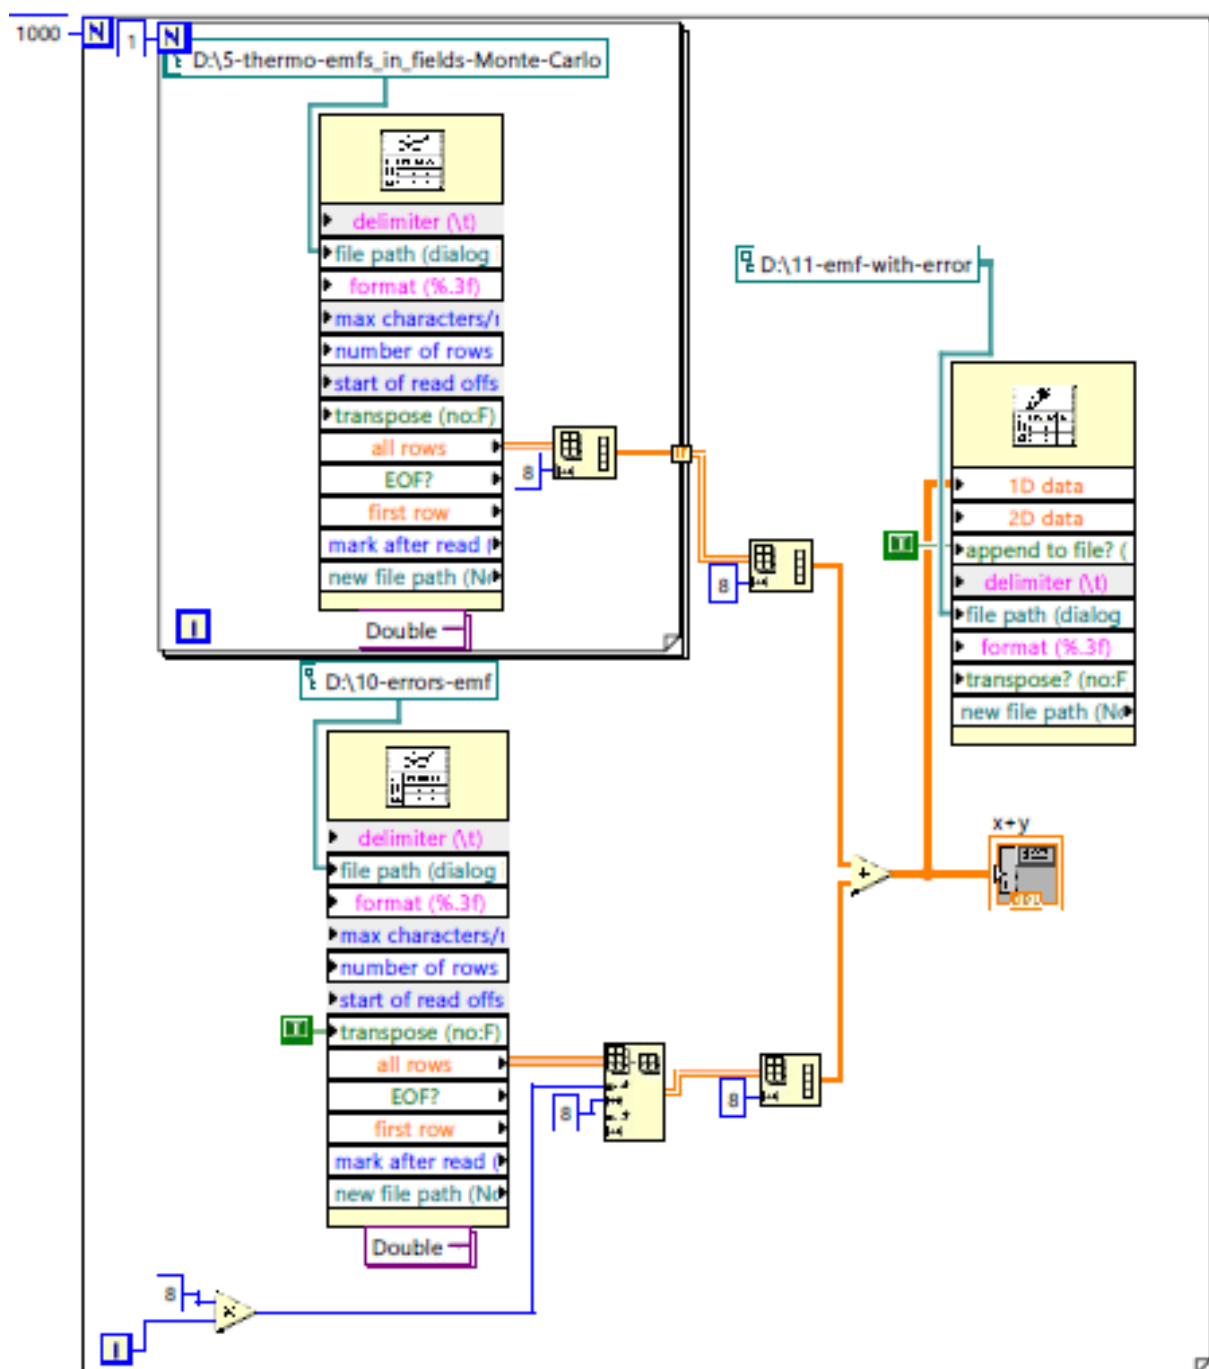 1000
N
1
N
D:\5-thermo-emfs_in_fields-Monte-Carlo
delimiter (\t)
file path (dialog
format (%.3f)
max characters/r
number of rows
start of read offs
transpose (no:F)
all rows
8
EOF?
first row
mark after read (
new file path (No
i
Double
D:\11-emf-with-error
1D data
2D data
T
append to file? (
delimiter (\t)
file path (dialog
format (%.3f)
transpose? (no:F
new file path (No
8
D:\10-errors-emf
delimiter (\t)
file path (dialog
format (%.3f)
max characters/r
number of rows
start of read offs
T
transpose (no:F)
all rows
EOF?
first row
mark after read (
new file path (No
Double
8
8
x+y
+
8
x
i